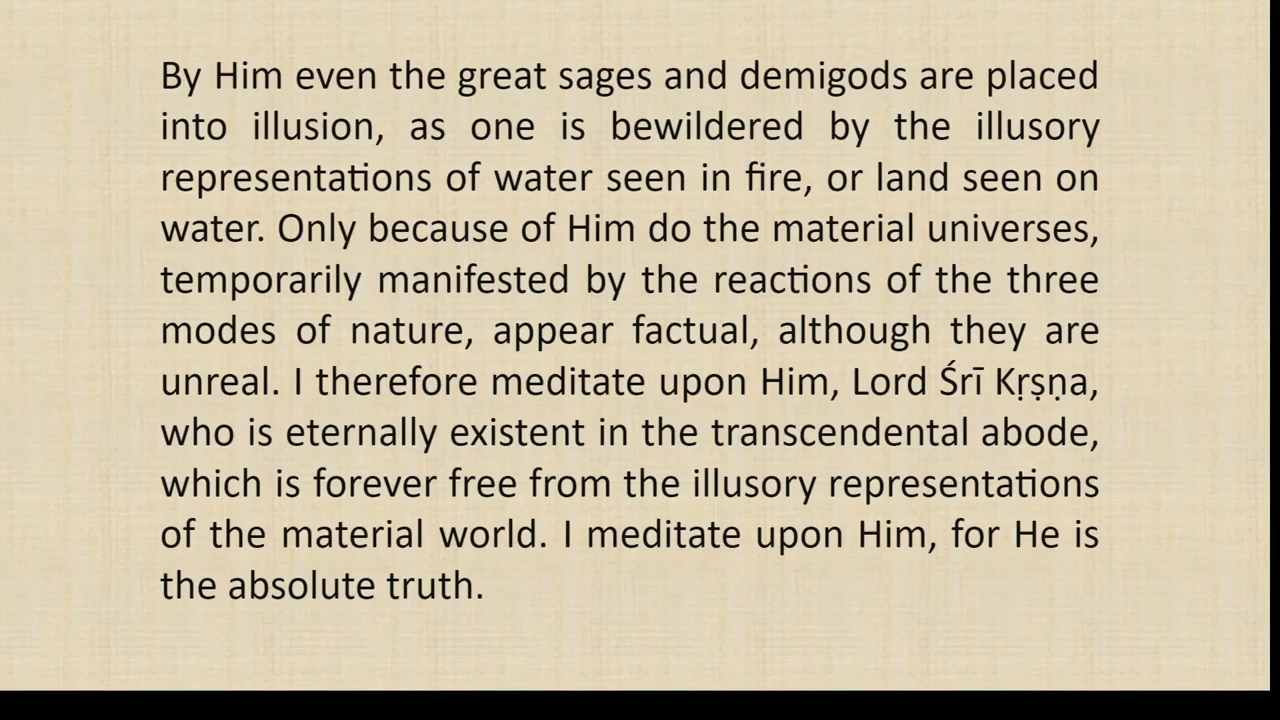 By Him even the great sages and demigods are placed
into illusion, as one is bewildered by the illusory
representations of water seen in fire, or land seen on
water. Only because of Him do the material universes,
temporarily manifested by the reactions of the three
modes of nature, appear factual, although they are
unreal. I therefore meditate upon Him, Lord Śrī Kṛṣṇa,
who is eternally existent in the transcendental abode,
which is forever free from the illusory representations
of the material world. I meditate upon Him, for He is
the absolute truth.